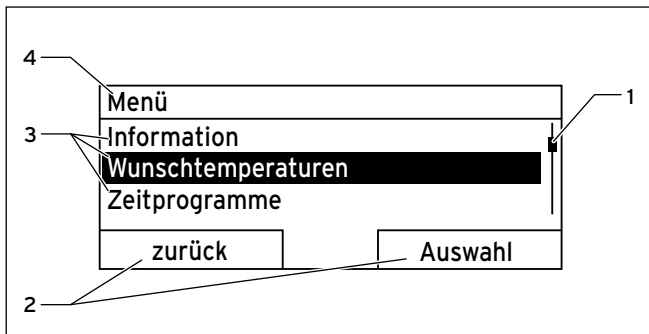 4
Menü
1
3
Information
Wunschtemperaturen
Zeitprogramme
zurück
Auswahl
2